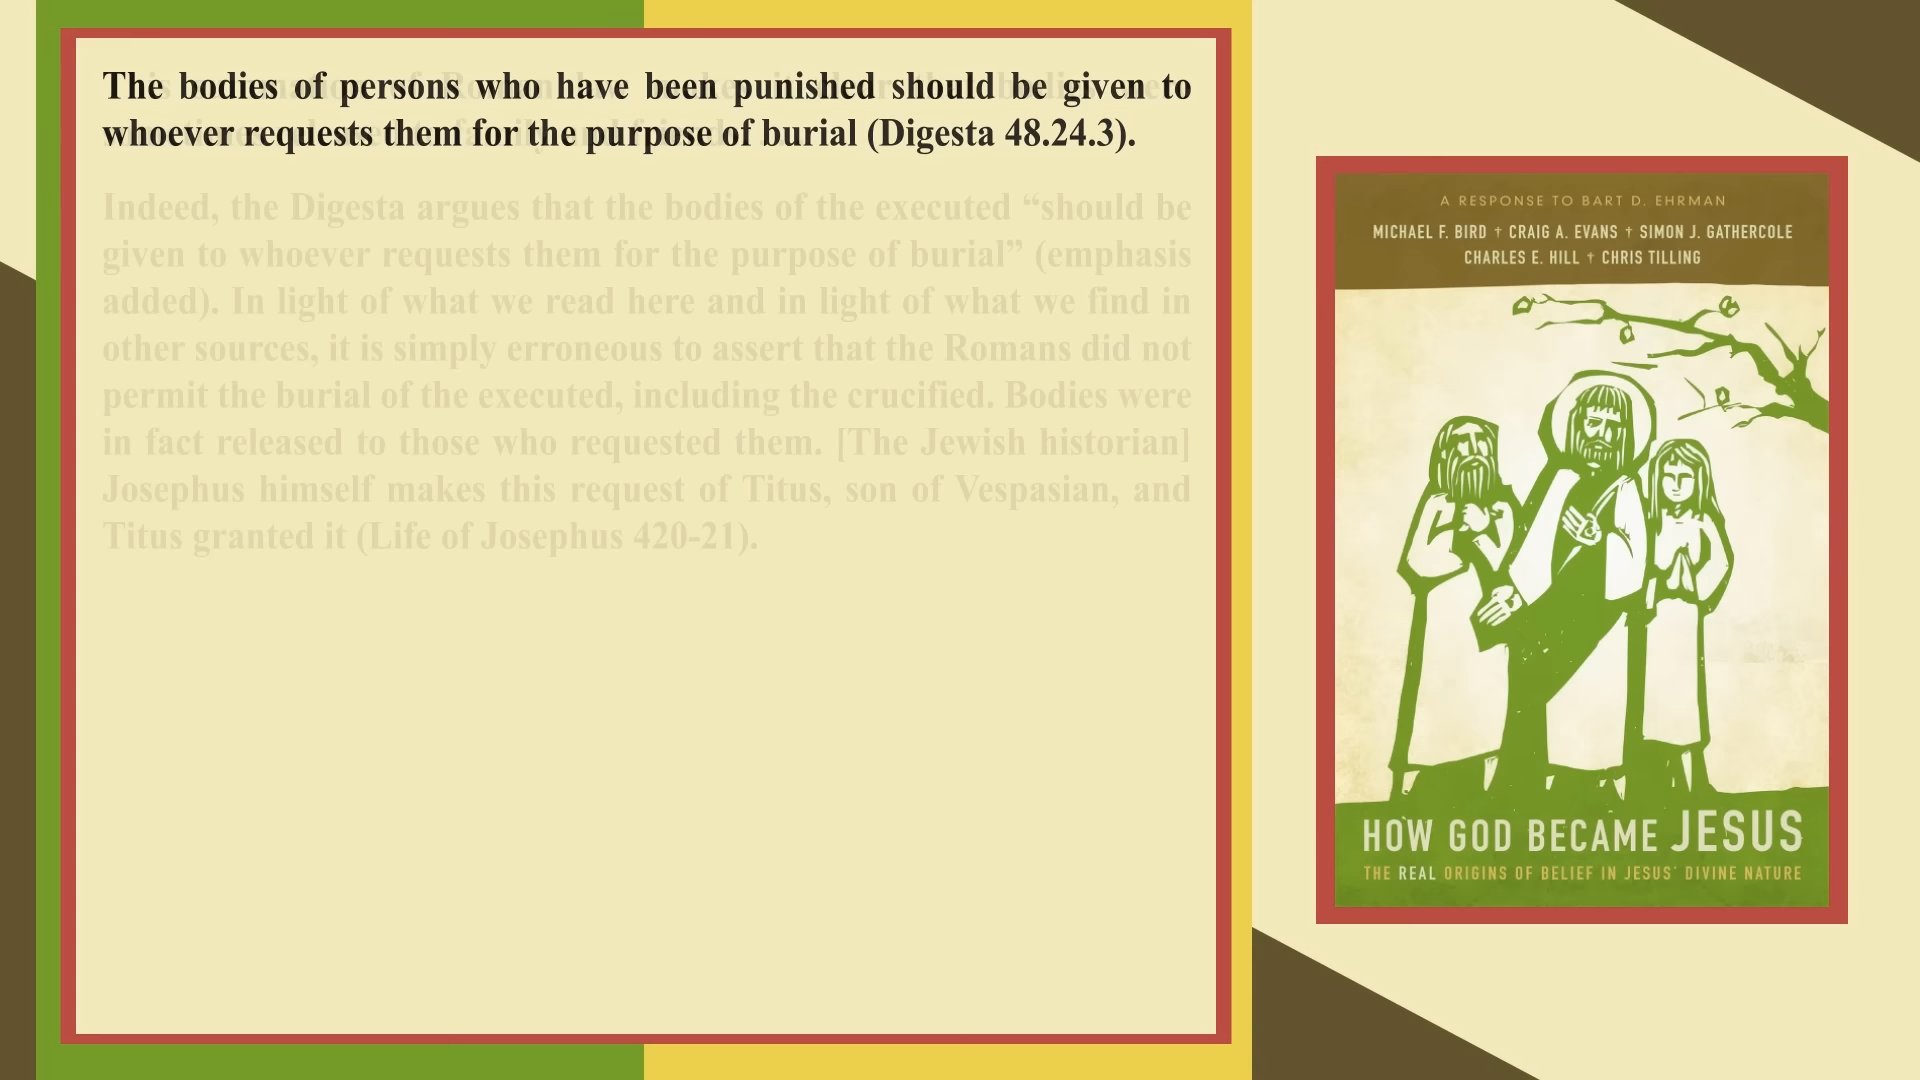 The bodies of persons who have been punished should be given to
whoever requests them for the purpose of burial (Digesta 48.24.3).
Indeed, the Digesta argues that the bodies of the executed “should be
given to whoever requests them for the purpose of burial” (emphasis
added). In light of what we read here and in light of what we find in
other sources, it is simply erroneous to assert that the Romans did not
permit the burial of the executed, including the crucified. Bodies were
in fact released to those who requested them. [The Jewish historian]
Josephus himself makes this request of Titus, son of Vespasian, and
Titus granted it (Life of Josephus 420-21).
A RESPONSE TO BART D. EHRMAN
MICHAEL F. BIRD † CRAIG A. EVANS † SIMON J. GATHERCOLE
CHARLES E. HILL † CHRIS TILLING
HOW GOD BECAME JESUS
THE REAL ORIGINS OF BELIEF IN JESUS' DIVINE NATURE